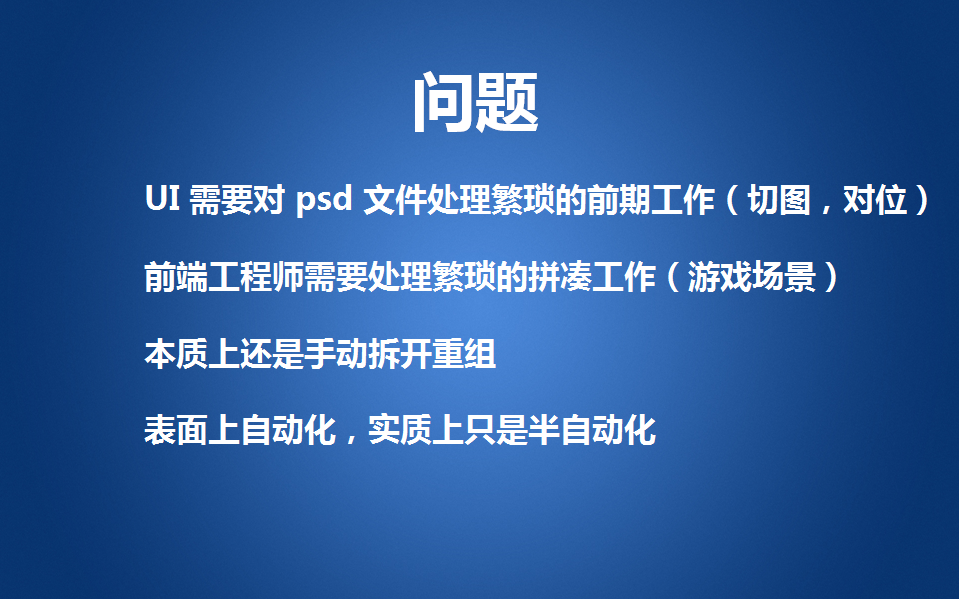 问题
UI 需要对 psd 文件处理繁琐的前期工作（切图，对位）
前端工程师需要处理繁琐的拼凑工作（游戏场景）
本质上还是手动拆开重组
表面上自动化，实质上只是半自动化